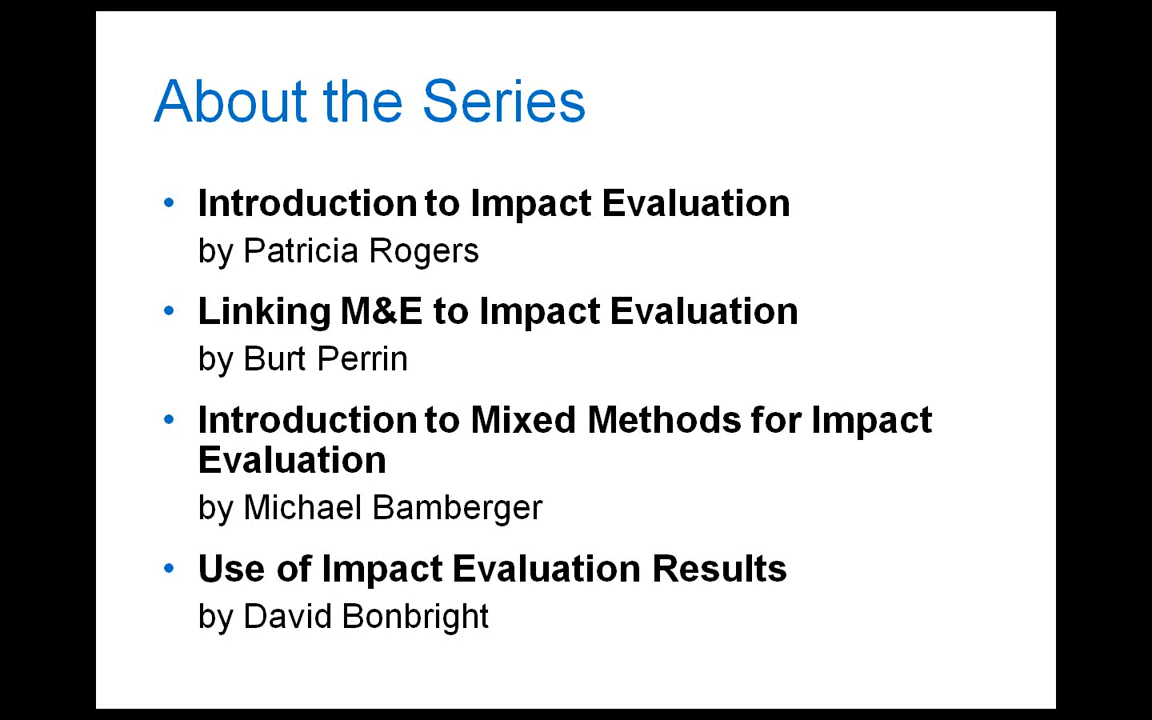 About the Series
• Introduction to Impact Evaluation
by Patricia Rogers
• Linking M&E to Impact Evaluation
by Burt Perrin
• Introduction to Mixed Methods for Impact
Evaluation
by Michael Bamberger
• Use of Impact Evaluation Results
by David Bonbright